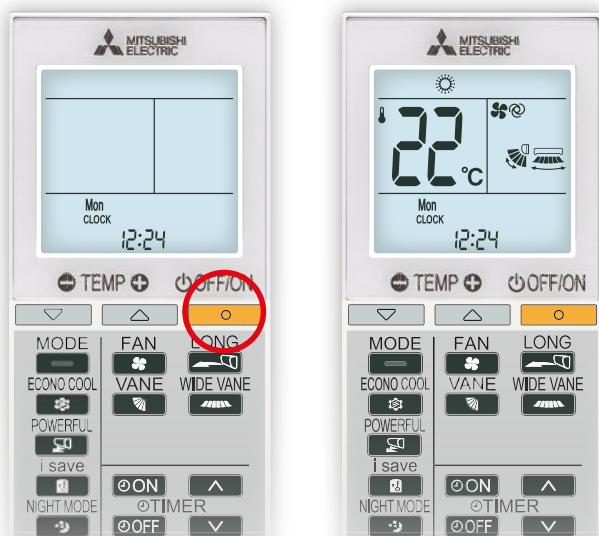 MITSUBISHI
ELECTRIC
Mon
CLOCK
12:24
TEMP OFF/ON
MODE FAN LONG
ECONO COOL VANE WIDE VANE
POWERFUL
i save
ON
NIGHT MODE TIMER
OFF
MITSUBISHI
ELECTRIC
22 °C
Mon
CLOCK
12:24
TEMP OFF/ON
MODE FAN LONG
ECONO COOL VANE WIDE VANE
POWERFUL
i save
ON
NIGHT MODE TIMER
OFF